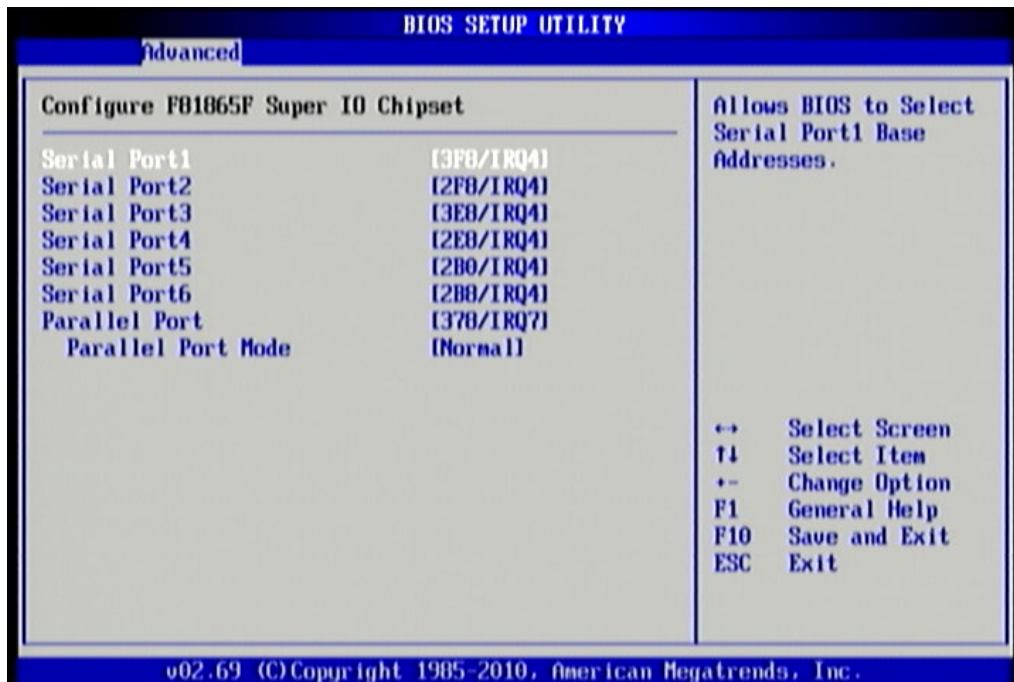 BIOS SETUP UTILITY
Advanced
Configure F81865F Super IO Chipset
Serial Port1 [3F8/IRQ4]
Serial Port2 [2F8/IRQ4]
Serial Port3 [3E8/IRQ4]
Serial Port4 [2E8/IRQ4]
Serial Port5 [2B0/IRQ4]
Serial Port6 [2B8/IRQ4]
Parallel Port [378/IRQ7]
Parallel Port Mode [Normal]
Allows BIOS to Select
Serial Port1 Base
Addresses.
↔ Select Screen
↑↓ Select Item
+- Change Option
F1 General Help
F10 Save and Exit
ESC Exit
v02.69 (C)Copyright 1985-2010, American Megatrends, Inc.